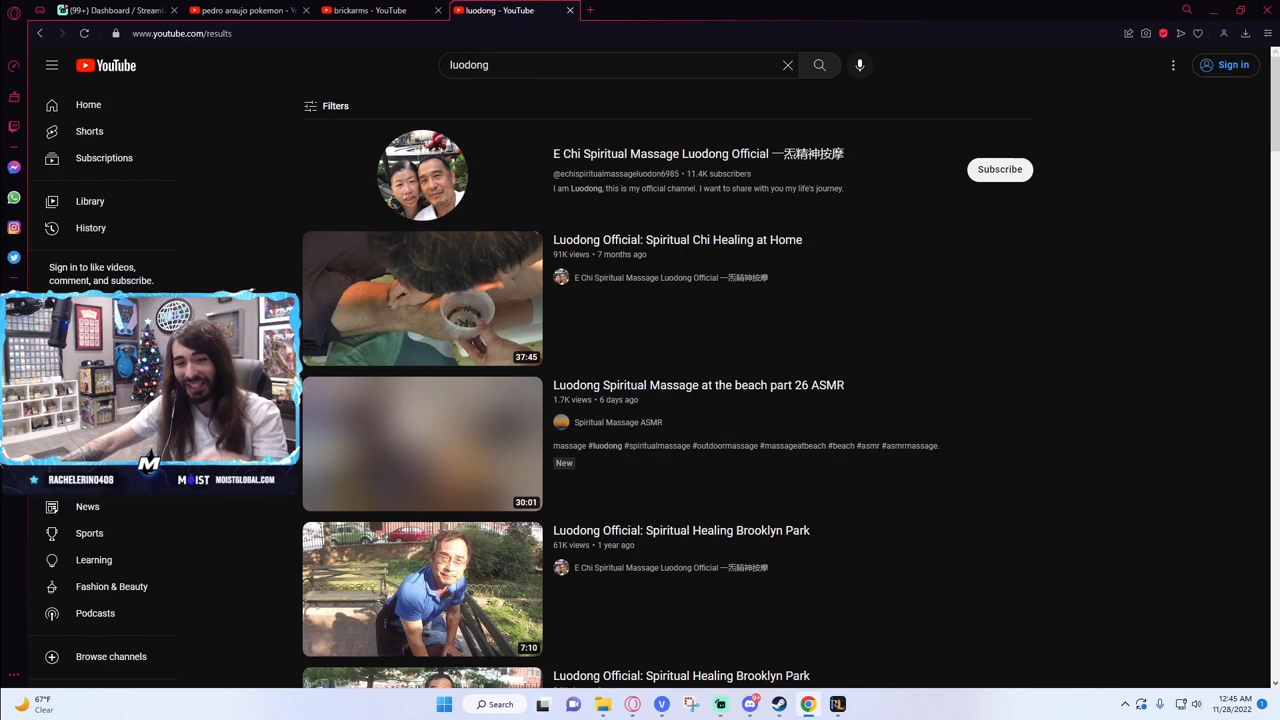 (99+) Dashboard / Streamla
pedro araujo pokemon - Yo
brickarms - YouTube
luodong - YouTube
www.youtube.com/results
YouTube
luodong
Sign in
Home
Shorts
Subscriptions
Library
History
Sign in to like videos,
comment, and subscribe.
RACHELERINO408
MOIST
MOISTGLOBAL.COM
News
Sports
Learning
Fashion & Beauty
Podcasts
Browse channels
Filters
E Chi Spiritual Massage Luodong Official 一炁精神按摩
@echispiritualmassageluodon6985 • 11.4K subscribers
I am Luodong, this is my official channel. I want to share with you my life's journey.
Subscribe
37:45
Luodong Official: Spiritual Chi Healing at Home
91K views • 7 months ago
E Chi Spiritual Massage Luodong Official 一炁精神按摩
30:01
Luodong Spiritual Massage at the beach part 26 ASMR
1.7K views • 6 days ago
Spiritual Massage ASMR
massage #luodong #spiritualmassage #outdoormassage #massageatbeach #beach #asmr #asmrmassage.
New
7:10
Luodong Official: Spiritual Healing Brooklyn Park
61K views • 1 year ago
E Chi Spiritual Massage Luodong Official 一炁精神按摩
Luodong Official: Spiritual Healing Brooklyn Park
67°F
Clear
Search
12:45 AM
11/28/2022